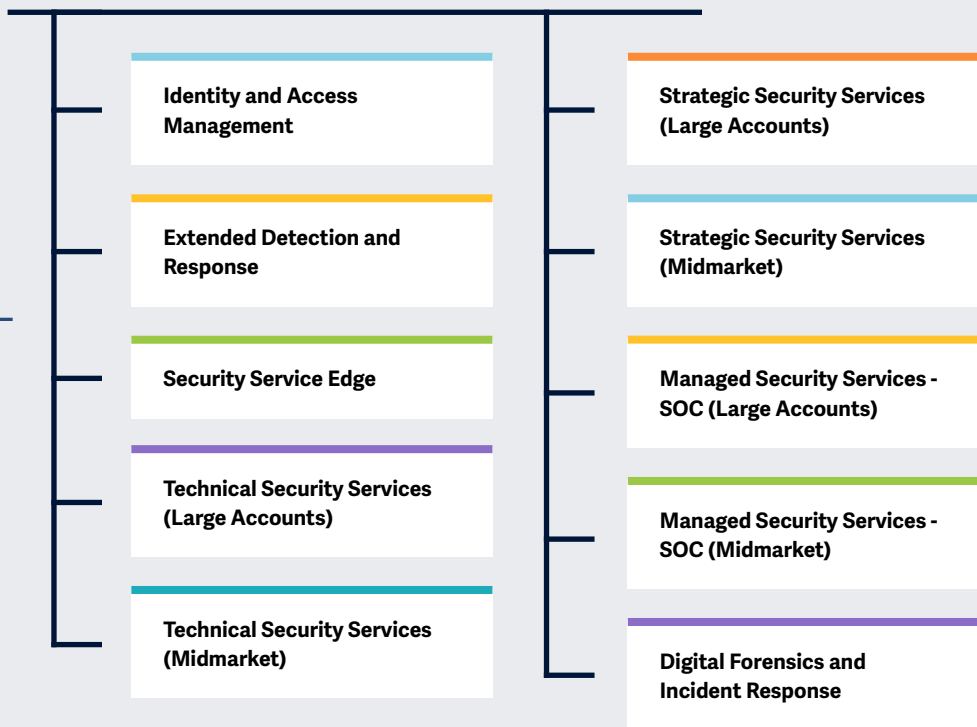 Identity and Access
Management
Extended Detection and
Response
Security Service Edge
Technical Security Services
(Large Accounts)
Technical Security Services
(Midmarket)
Strategic Security Services
(Large Accounts)
Strategic Security Services
(Midmarket)
Managed Security Services -
SOC (Large Accounts)
Managed Security Services -
SOC (Midmarket)
Digital Forensics and
Incident Response